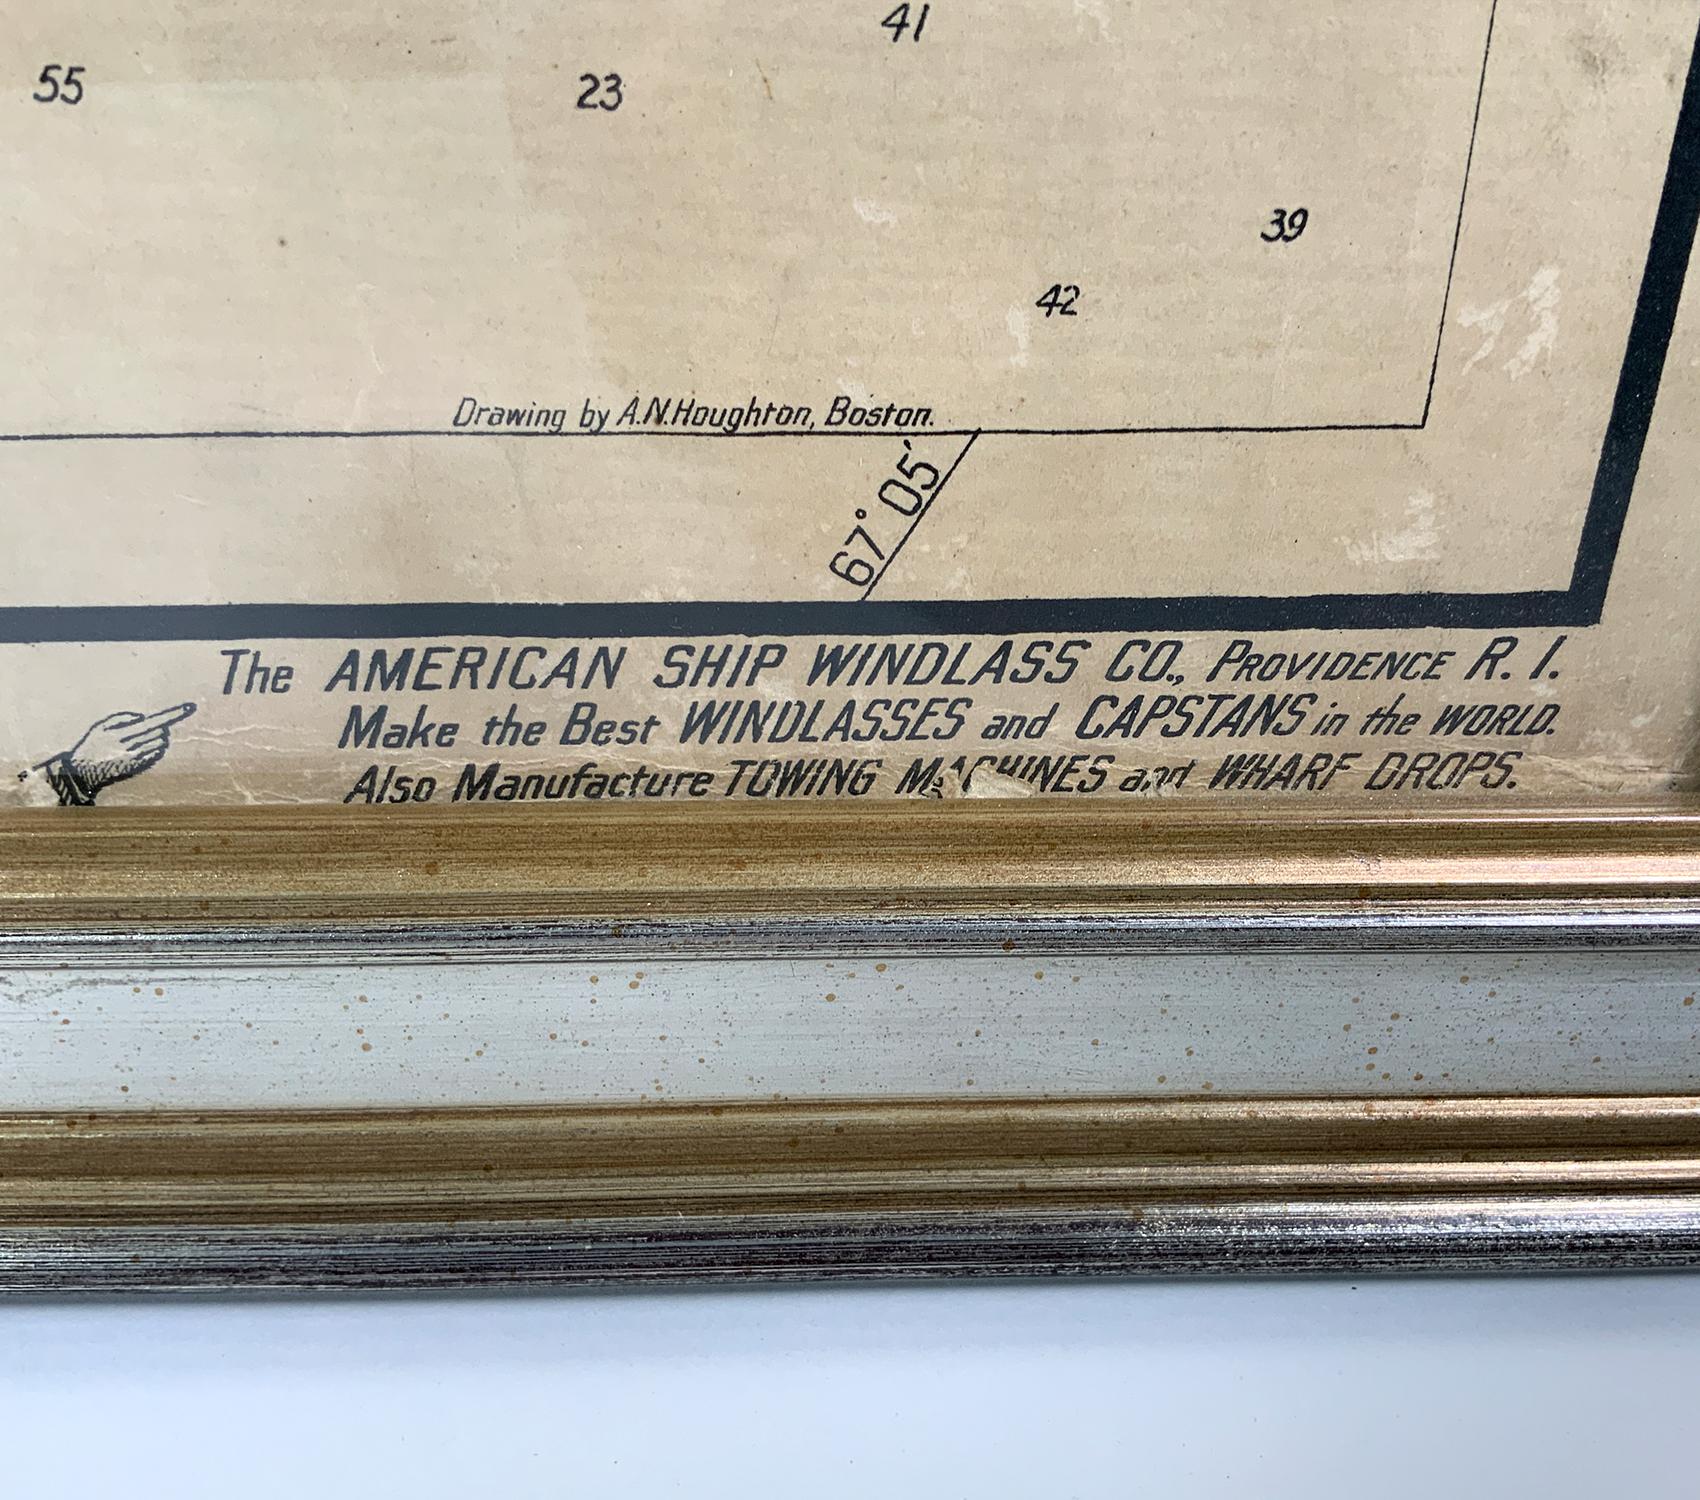 41
55
23
39
42
Drawing by A.N.Houghton, Boston.
67° 05'
The AMERICAN SHIP WINDLASS CO., PROVIDENCE R. I.
Make the Best WINDLASSES and CAPSTANS in the WORLD.
Also Manufacture TOWING MACHINES and WHARF DROPS.